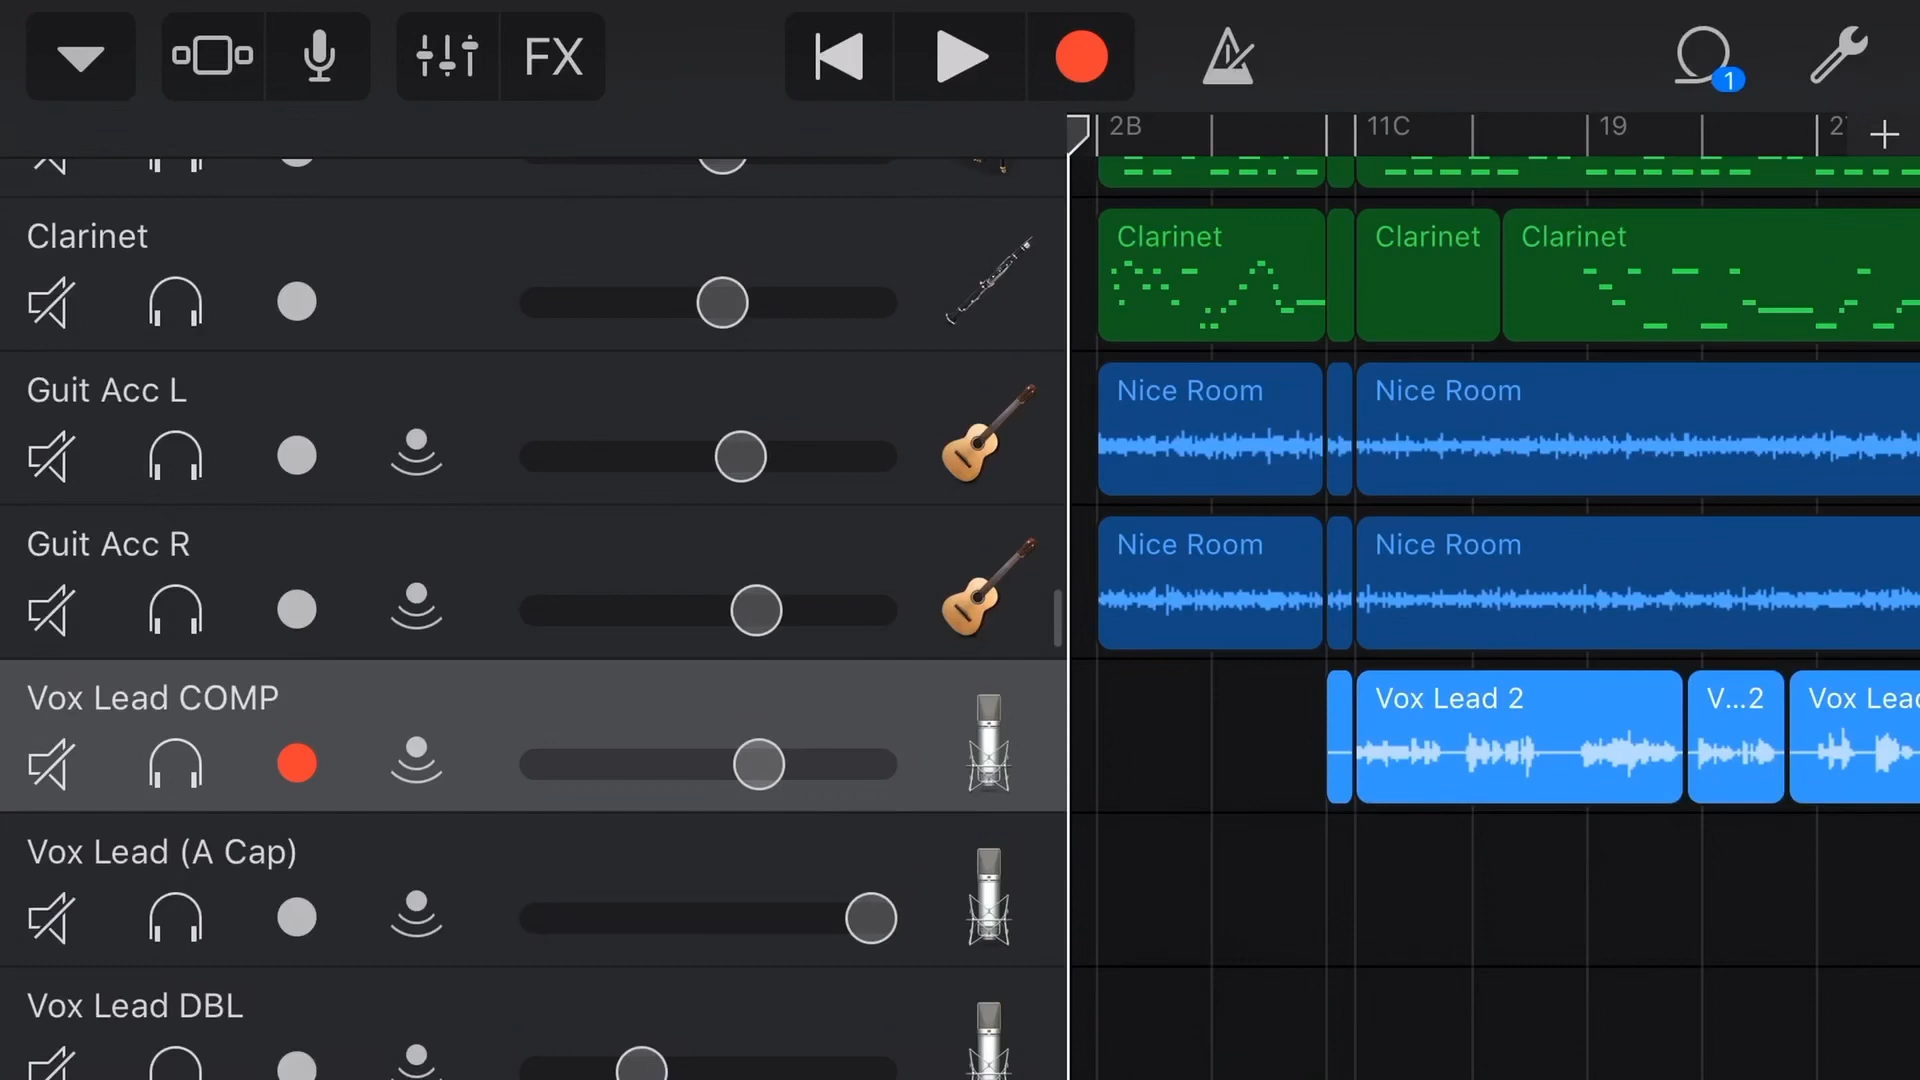 FX
1
2B 11C 19 2
Clarinet
Clarinet Clarinet Clarinet
Guit Acc L
Nice Room Nice Room
Guit Acc R
Nice Room Nice Room
Vox Lead COMP
Vox Lead 2 V...2 Vox Lead
Vox Lead (A Cap)
Vox Lead DBL